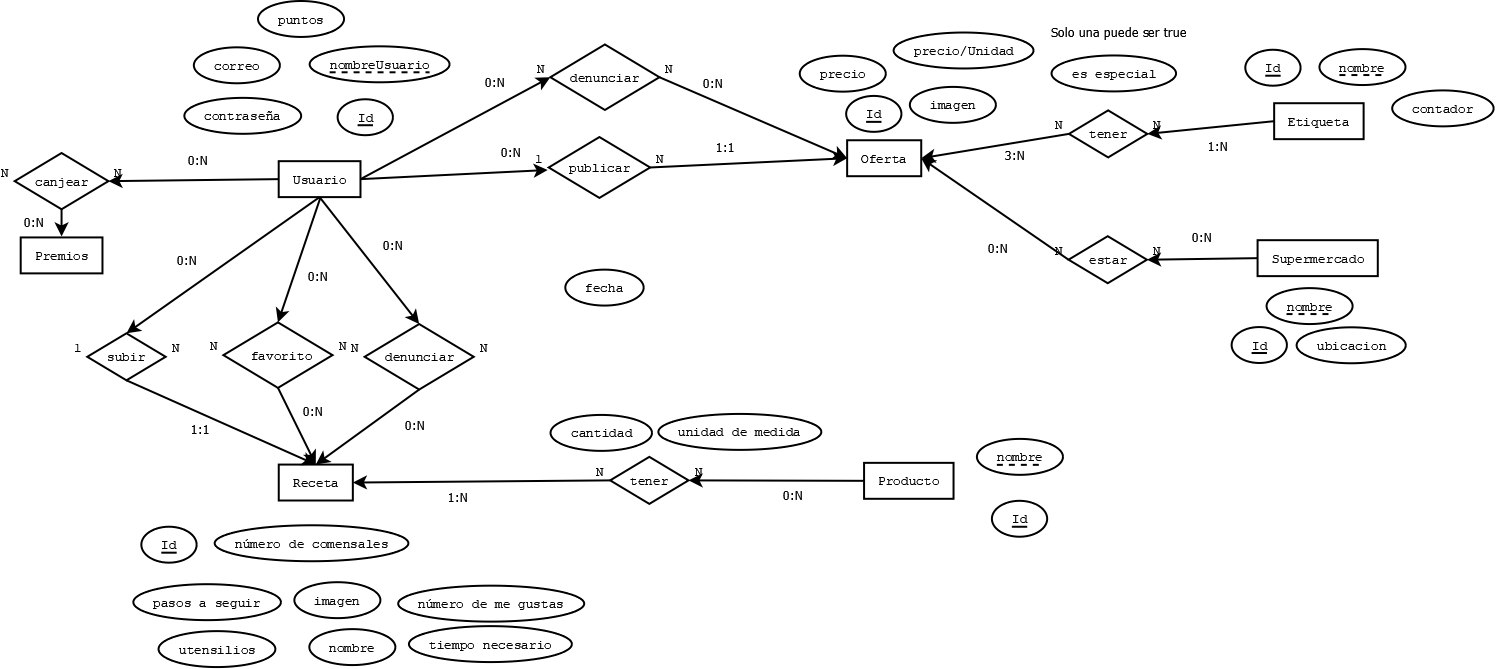 puntos
correo
nombreUsuario
contraseña
Id
0:N
N
denunciar
N
0:N
precio
precio/Unidad
Solo una puede ser true
es especial
Id
imagen
Id
nombre
contador
Etiqueta
N
tener
N
3:N
1:N
N
canjear
N
0:N
Usuario
0:N
1
publicar
N
1:1
Oferta
0:N
Premios
0:N
0:N
0:N
0:N
N
estar
N
0:N
Supermercado
nombre
Id
ubicacion
fecha
1
subir
N
N
favorito
N
N
denunciar
N
1:1
0:N
0:N
cantidad
unidad de medida
nombre
Receta
1:N
N
tener
N
0:N
Producto
Id
Id
número de comensales
pasos a seguir
imagen
número de me gustas
utensilios
nombre
tiempo necesario